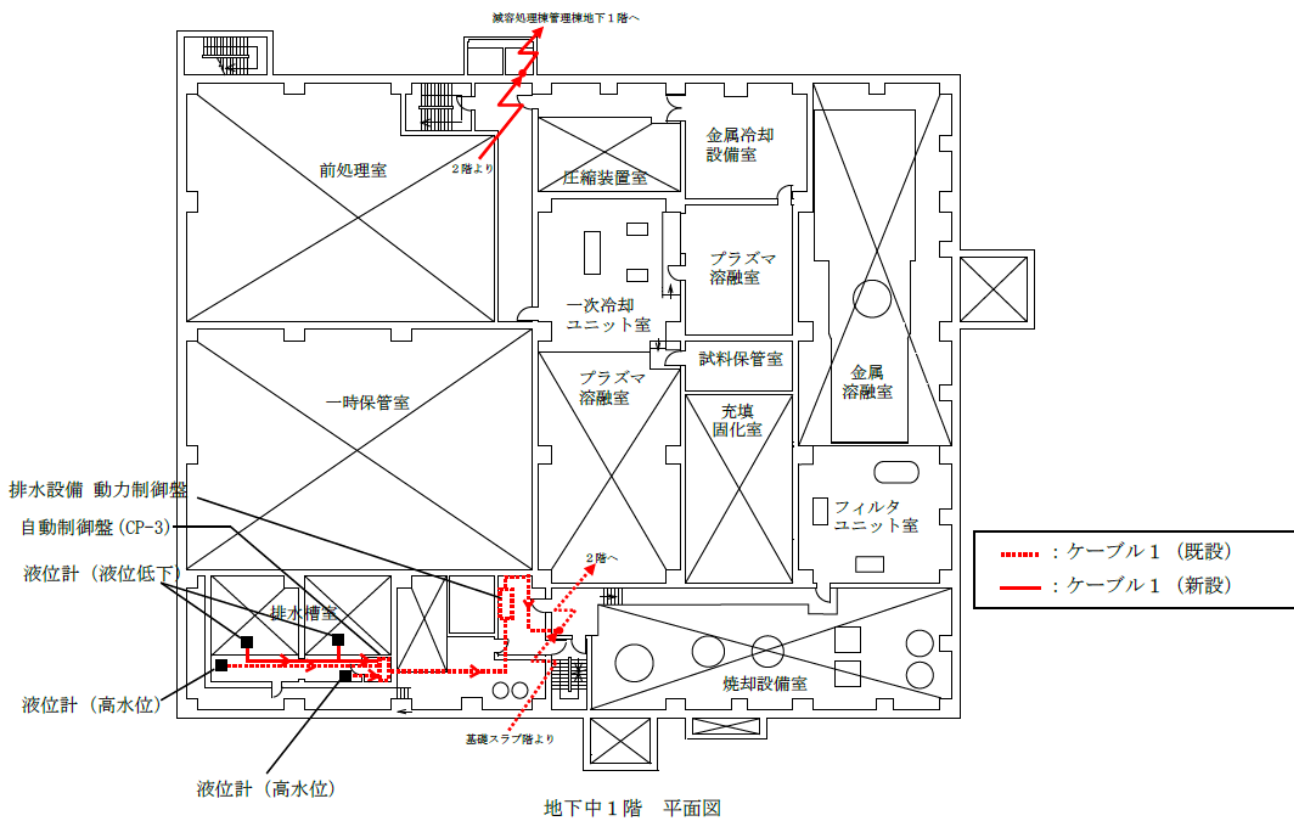 減容処理棟管理棟地下1階へ
2階より
前処理室
圧縮装置室
金属冷却
設備室
一次冷却
ユニット室
プラズマ
溶融室
試料保管室
金属
溶融室
一時保管室
プラズマ
溶融室
充填
固化室
フィルタ
ユニット室
排水設備 動力制御盤
自動制御盤(CP-3)
液位計(液位低下)
排水槽室
2階へ
液位計(高水位)
液位計(高水位)
焼却設備室
基礎スラブ階より
:ケーブル1(既設)
:ケーブル1(新設)
地下中1階 平面図